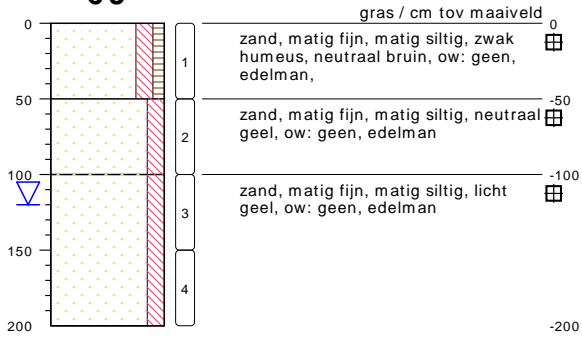 gras / cm tov maaiveld
0 0
zand, matig fijn, matig siltig, zwak
humeus, neutraal bruin, ow: geen,
edelman,
1
50 -50
zand, matig fijn, matig siltig, neutraal
geel, ow: geen, edelman
2
100 -100
zand, matig fijn, matig siltig, licht
geel, ow: geen, edelman
3
150
4
200 -200